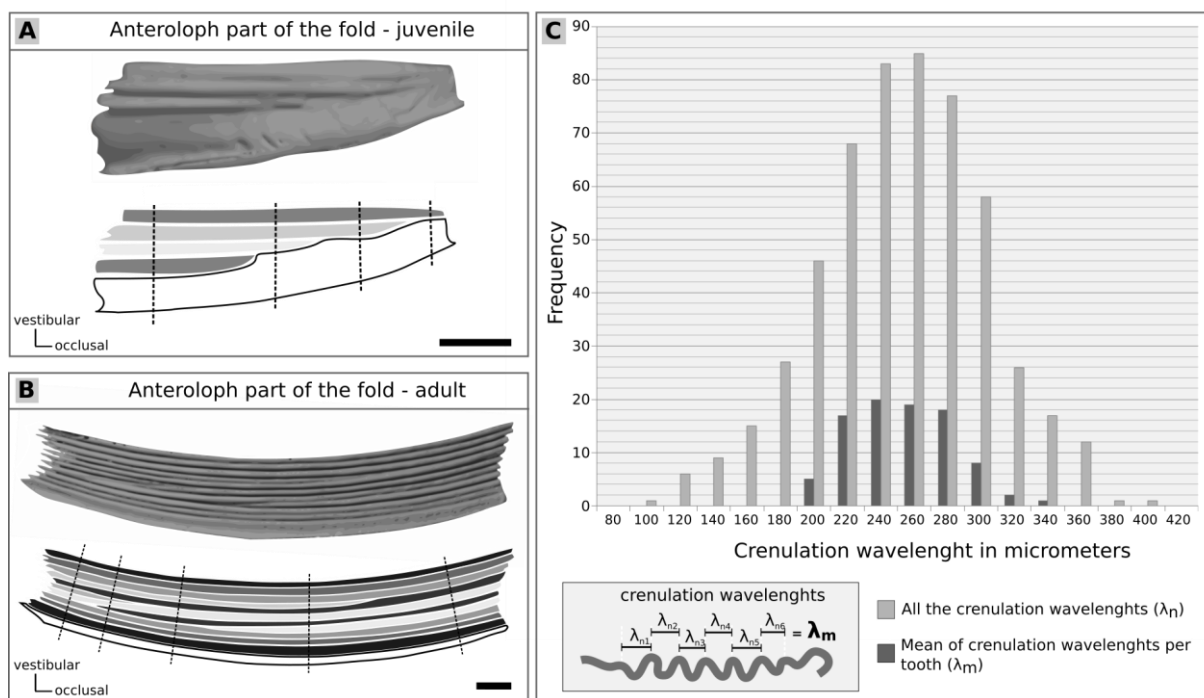 A
Anteroloph part of the fold - juvenile
vestibular
occlusal
B
Anteroloph part of the fold - adult
vestibular
occlusal
C
Frequency
90
80
70
60
50
40
30
20
10
0
80 100 120 140 160 180 200 220 240 260 280 300 320 340 360 380 400 420
Crenulation wavelenght in micrometers
crenulation wavelenghts
λn1 λn2 λn3 λn4 λn5 λn6 = λm
All the crenulation wavelenghts (λn)
Mean of crenulation wavelenghts per
tooth (λm)